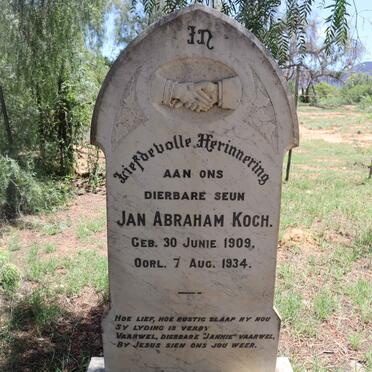 In
Liefdevolle Herinnering
AAN ONS
DIERBARE SEUN
JAN ABRAHAM KOCH.
GEB. 30 JUNIE 1909,
OORL. 7 AUG. 1934.
HOE LIEF, HOE RUSTIG SLAAP HY NOU
SY LYDING IS VERBY
VAARWEL, DIERBARE "JANNIE" VAARWEL,
BY JESUS SIEN ONS JOU WEER.